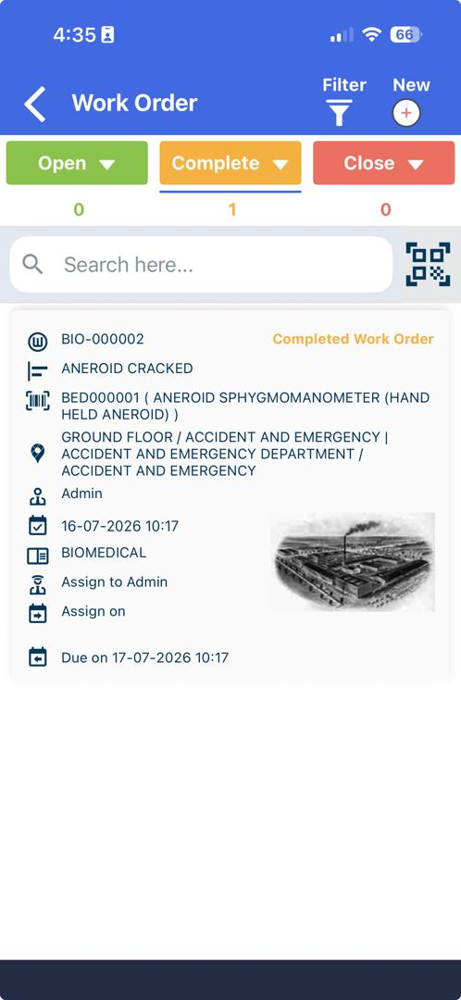 4:35
66
Work Order
Filter
New
Open
Complete
Close
0
1
0
Search here...
BIO-000002
Completed Work Order
ANEROID CRACKED
BED000001 ( ANEROID SPHYGMOMANOMETER (HAND
HELD ANEROID) )
GROUND FLOOR / ACCIDENT AND EMERGENCY |
ACCIDENT AND EMERGENCY DEPARTMENT /
ACCIDENT AND EMERGENCY
Admin
16-07-2026 10:17
BIOMEDICAL
Assign to Admin
Assign on
Due on 17-07-2026 10:17